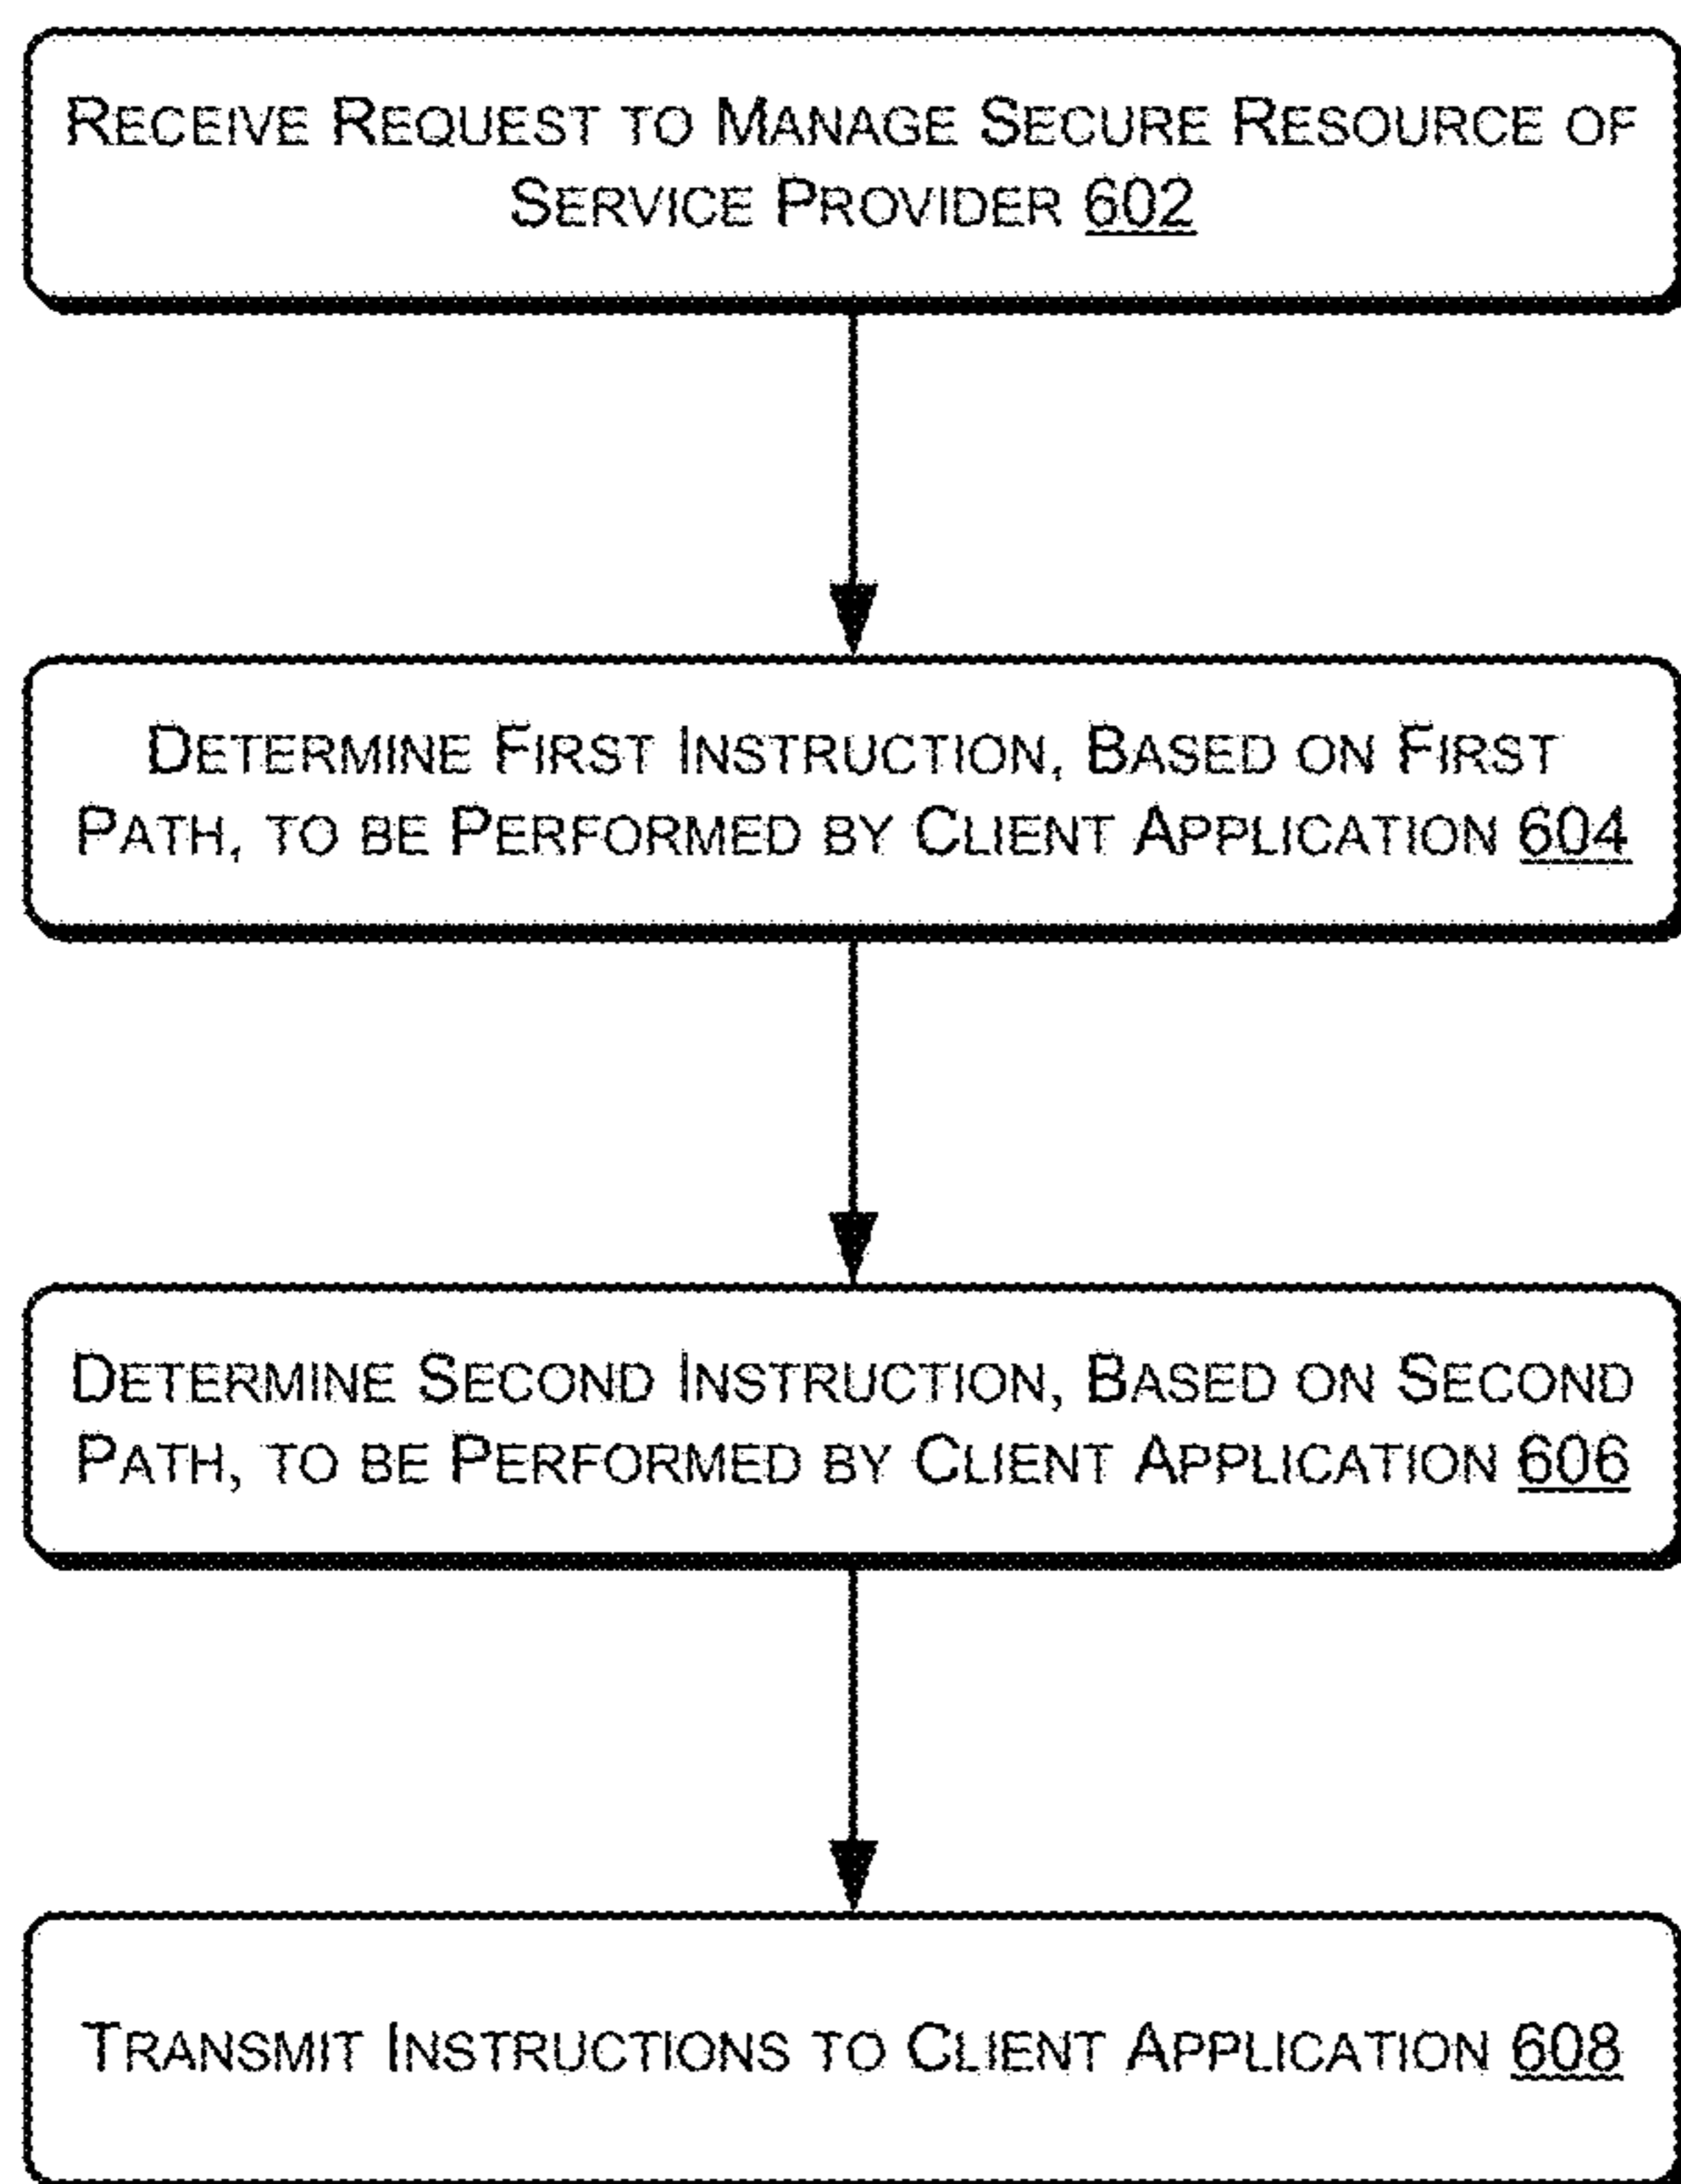 RECEIVE REQUEST TO MANAGE SECURE RESOURCE OF
SERVICE PROVIDER 602
DETERMINE FIRST INSTRUCTION, BASED ON FIRST
PATH, TO BE PERFORMED BY CLIENT APPLICATION 604
DETERMINE SECOND INSTRUCTION, BASED ON SECOND
PATH, TO BE PERFORMED BY CLIENT APPLICATION 606
TRANSMIT INSTRUCTIONS TO CLIENT APPLICATION 608